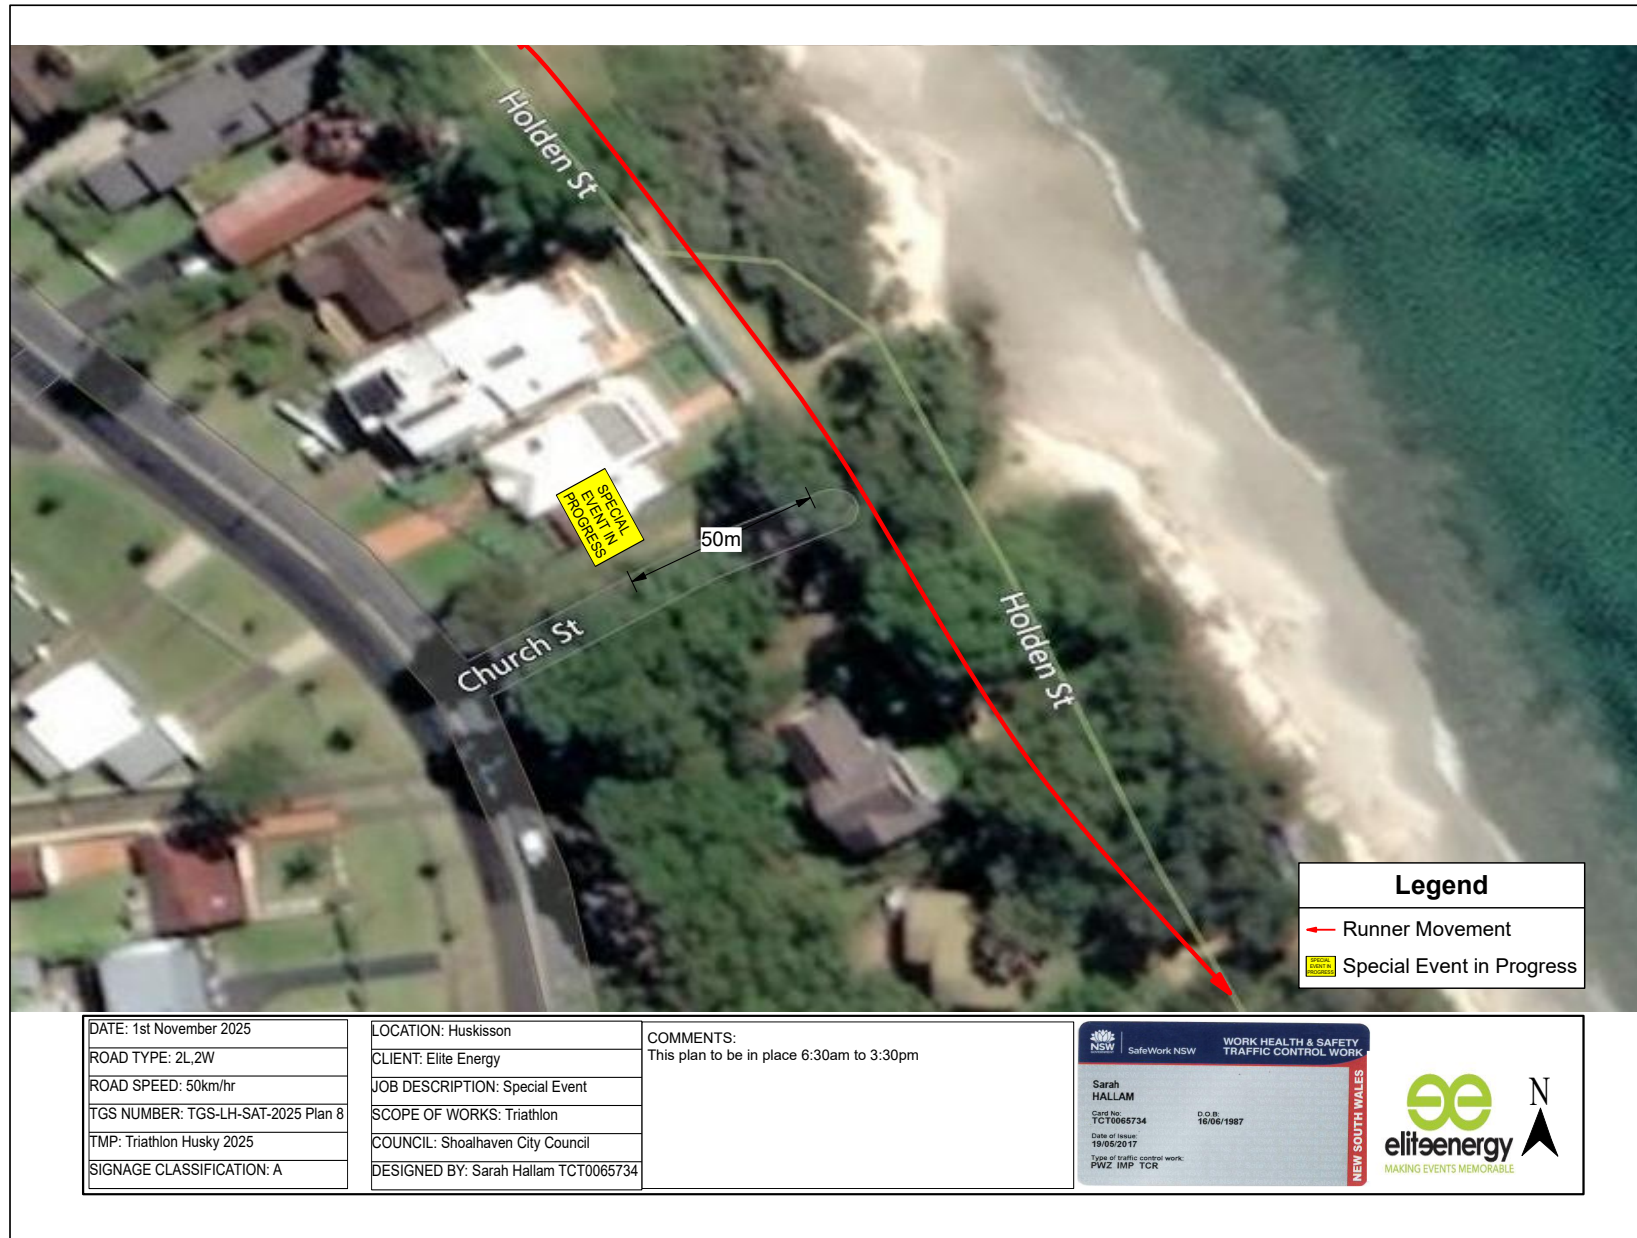 Holden St
SPECIAL
EVENT IN
PROGRESS
50m
Church St
Holden St
Legend
Runner Movement
SPECIAL
EVENT IN
PROGRESS
Special Event in Progress
DATE: 1st November 2025
ROAD TYPE: 2L,2W
ROAD SPEED: 50km/hr
TGS NUMBER: TGS-LH-SAT-2025 Plan 8
TMP: Triathlon Husky 2025
SIGNAGE CLASSIFICATION: A
LOCATION: Huskisson
CLIENT: Elite Energy
JOB DESCRIPTION: Special Event
SCOPE OF WORKS: Triathlon
COUNCIL: Shoalhaven City Council
DESIGNED BY: Sarah Hallam TCT0065734
COMMENTS:
This plan to be in place 6:30am to 3:30pm
NSW
GOVERNMENT
SafeWork NSW
WORK HEALTH & SAFETY
TRAFFIC CONTROL WORK
Sarah
HALLAM
Card No:
TCT0065734
D.O.B:
16/06/1987
Date of Issue:
19/05/2017
Type of traffic control work:
PWZ IMP TCR
NEW SOUTH WALES
eliteenergy
MAKING EVENTS MEMORABLE
N